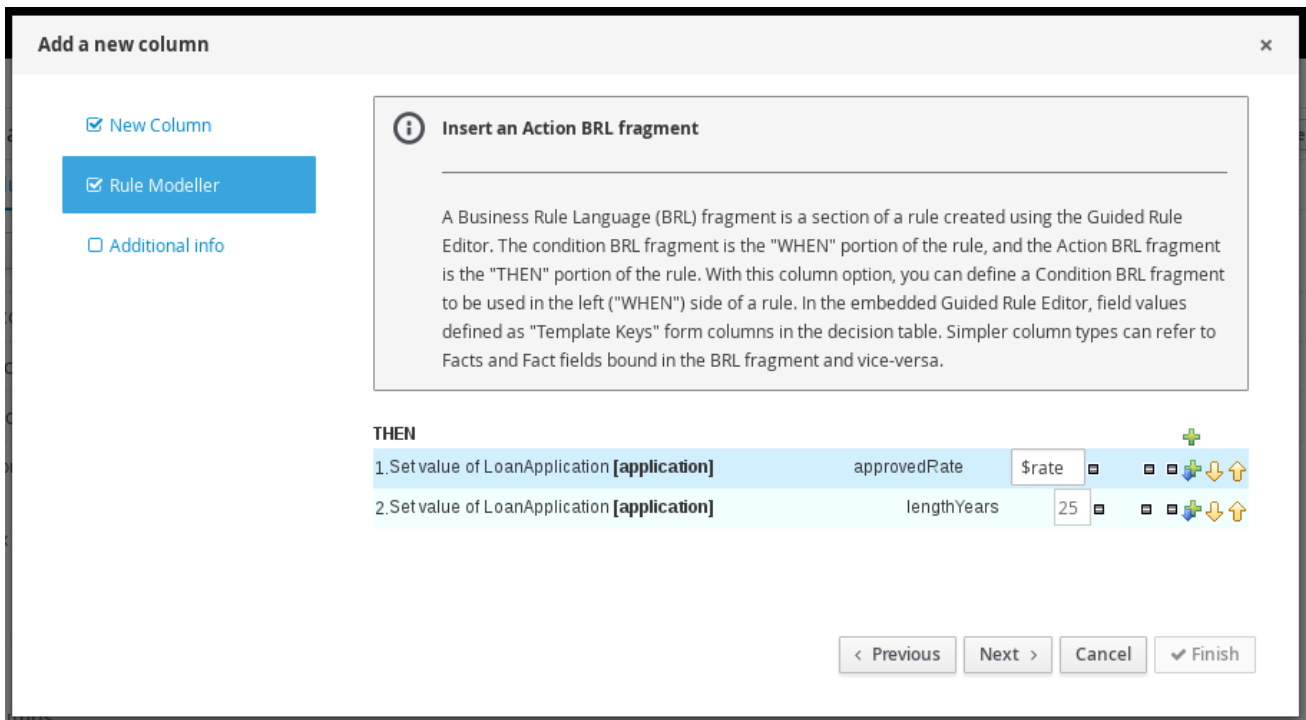 Add a new column
×
New Column
Rule Modeller
Additional info
Insert an Action BRL fragment
A Business Rule Language (BRL) fragment is a section of a rule created using the Guided Rule
Editor. The condition BRL fragment is the "WHEN" portion of the rule, and the Action BRL fragment
is the "THEN" portion of the rule. With this column option, you can define a Condition BRL fragment
to be used in the left ("WHEN") side of a rule. In the embedded Guided Rule Editor, field values
defined as "Template Keys" form columns in the decision table. Simpler column types can refer to
Facts and Fact fields bound in the BRL fragment and vice-versa.
THEN
1.Set value of LoanApplication [application] approvedRate $rate
2.Set value of LoanApplication [application] lengthYears 25
< Previous Next > Cancel Finish